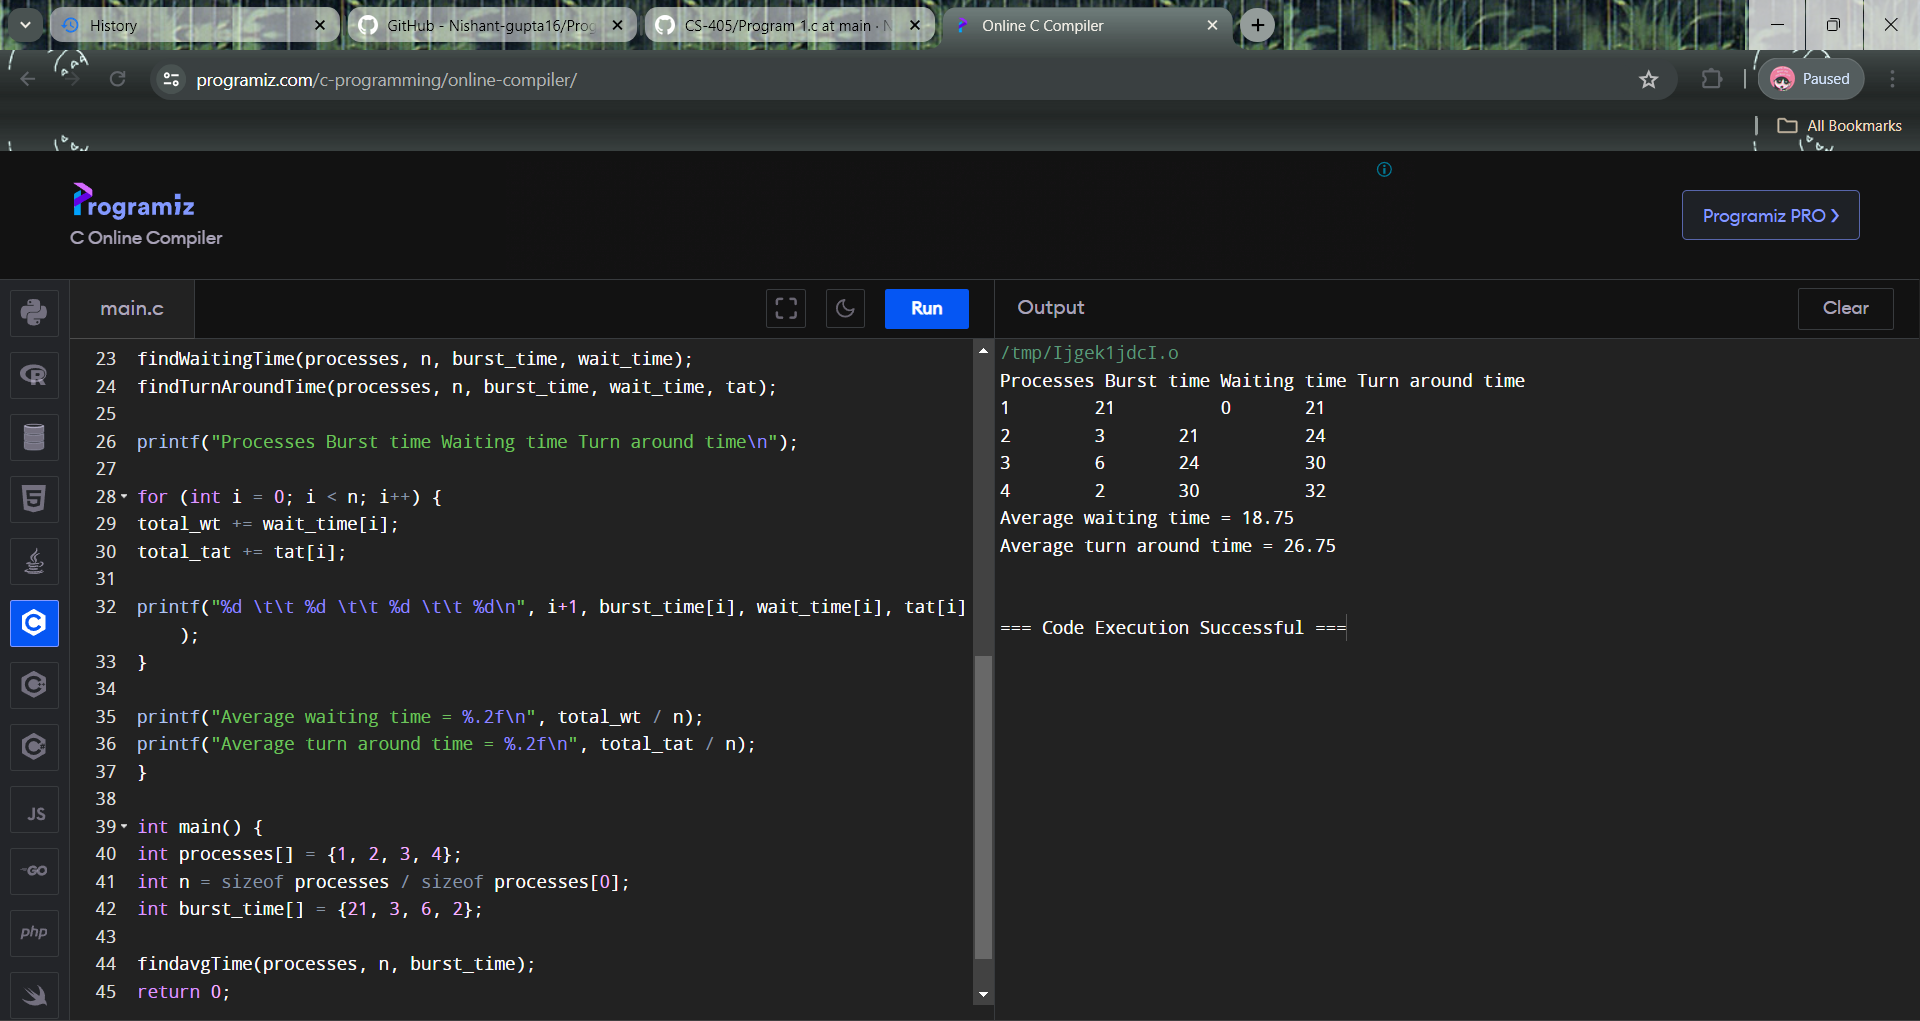 History
GitHub - Nishant-gupta16/Prog
CS-405/Program 1.c at main · N
Online C Compiler
programiz.com/c-programming/online-compiler/
Paused
All Bookmarks
Programiz
C Online Compiler
Programiz PRO ❯
main.c
Run
Output
Clear
23 findWaitingTime(processes, n, burst_time, wait_time);
24 findTurnAroundTime(processes, n, burst_time, wait_time, tat);
25
26 printf("Processes Burst time Waiting time Turn around time\n");
27
28 for (int i = 0; i < n; i++) {
29 total_wt += wait_time[i];
30 total_tat += tat[i];
31
32 printf("%d \t\t %d \t\t %d \t\t %d\n", i+1, burst_time[i], wait_time[i], tat[i]
);
33 }
34
35 printf("Average waiting time = %.2f\n", total_wt / n);
36 printf("Average turn around time = %.2f\n", total_tat / n);
37 }
38
39 int main() {
40 int processes[] = {1, 2, 3, 4};
41 int n = sizeof processes / sizeof processes[0];
42 int burst_time[] = {21, 3, 6, 2};
43
44 findavgTime(processes, n, burst_time);
45 return 0;
/tmp/Ijgek1jdcI.o
Processes Burst time Waiting time Turn around time
1 21 0 21
2 3 21 24
3 6 24 30
4 2 30 32
Average waiting time = 18.75
Average turn around time = 26.75
=== Code Execution Successful ===
JS
GO
php